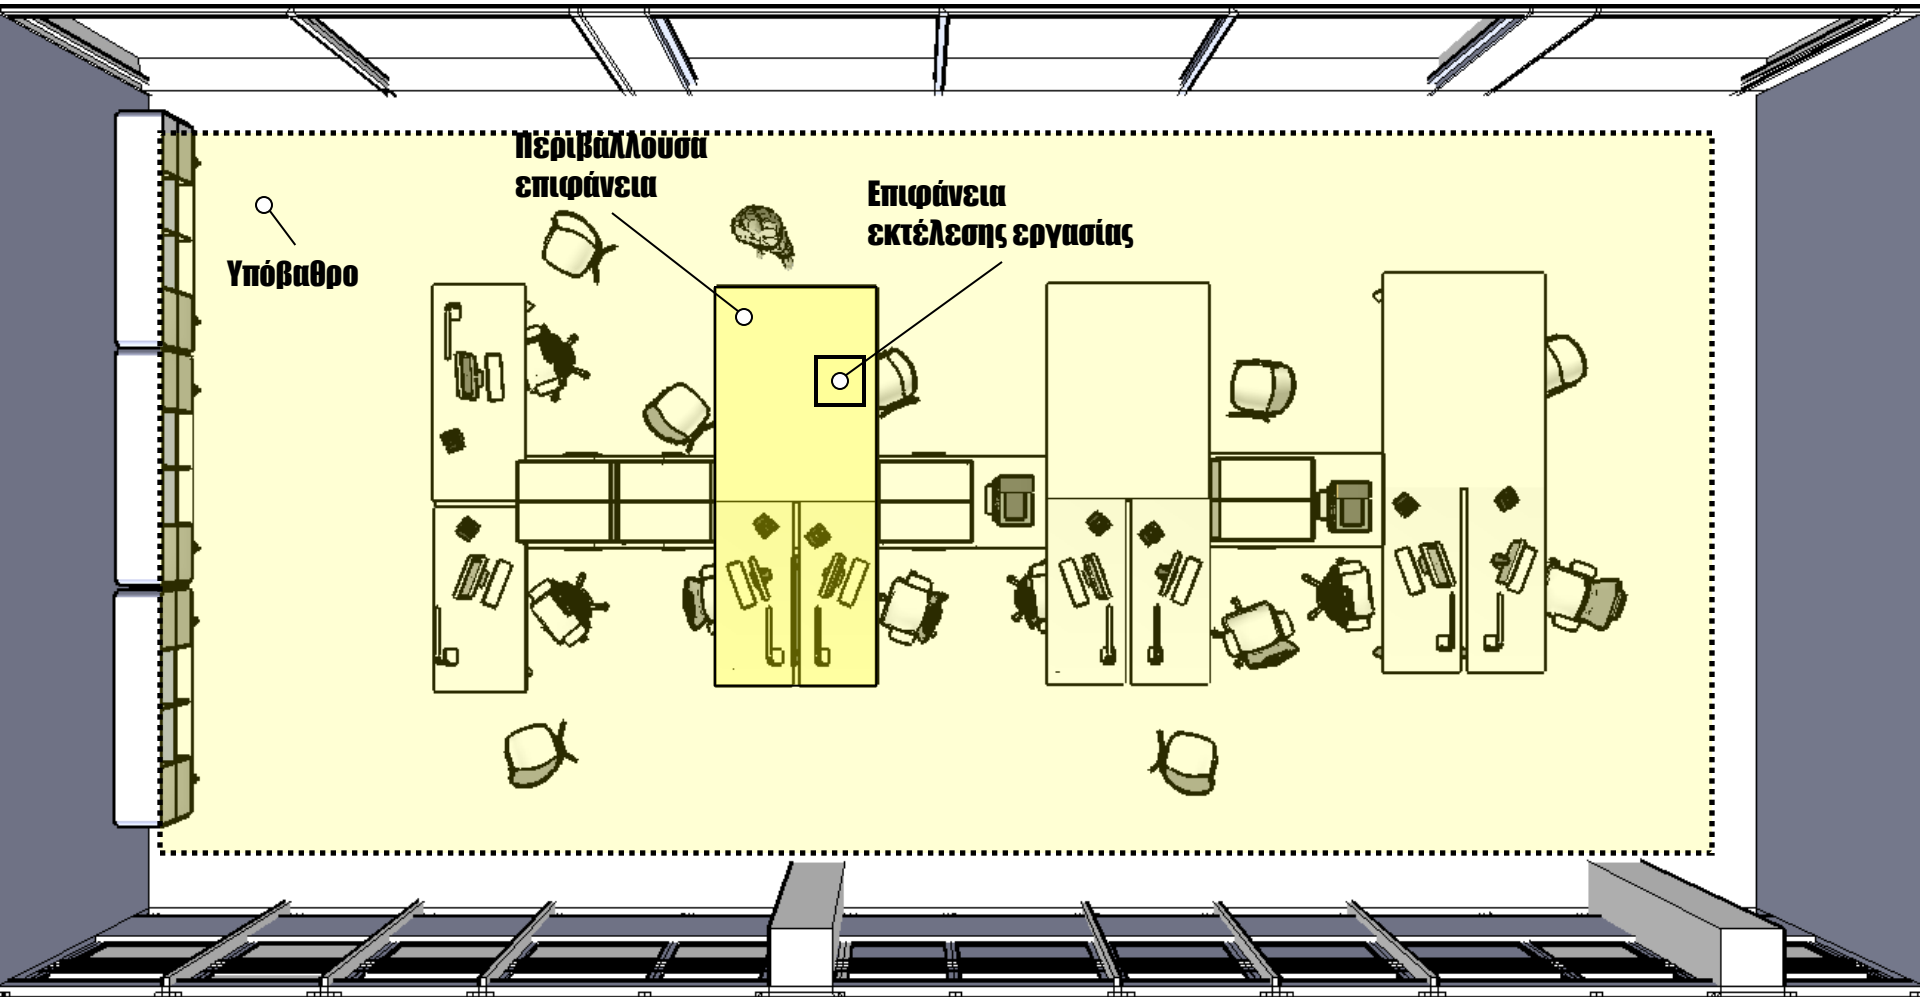 Περιβάλλουσα
επιφάνεια
Επιφάνεια
εκτέλεσης εργασίας
Υπόβαθρο